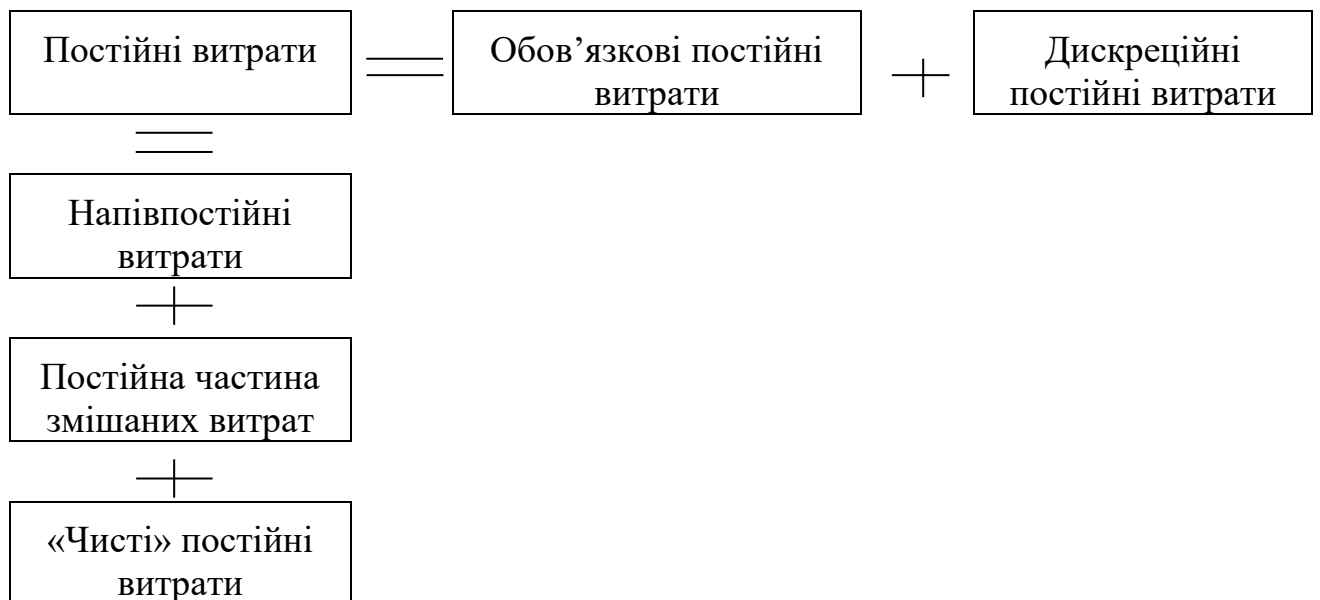 Постійні витрати
Обов’язкові постійні
витрати
Дискреційні
постійні витрати
Напівпостійні
витрати
Постійна частина
змішаних витрат
«Чисті» постійні
витрати